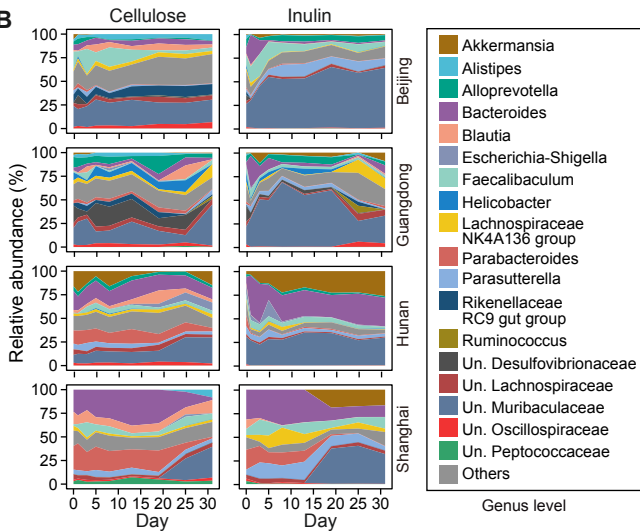 B
Cellulose
Inulin
Relative abundance (%)
100
75
50
25
0
Beijing
100
75
50
25
0
Guangdong
100
75
50
25
0
Hunan
100
75
50
25
0
Shanghai
0 5 10 15 20 25 30
0 5 10 15 20 25 30
Day
Day
Akkermansia
Alistipes
Alloprevotella
Bacteroides
Blautia
Escherichia-Shigella
Faecalibaculum
Helicobacter
Lachnospiraceae
NK4A136 group
Parabacteroides
Parasutterella
Rikenellaceae
RC9 gut group
Ruminococcus
Un. Desulfovibrionaceae
Un. Lachnospiraceae
Un. Muribaculaceae
Un. Oscillospiraceae
Un. Peptococcaceae
Others
Genus level